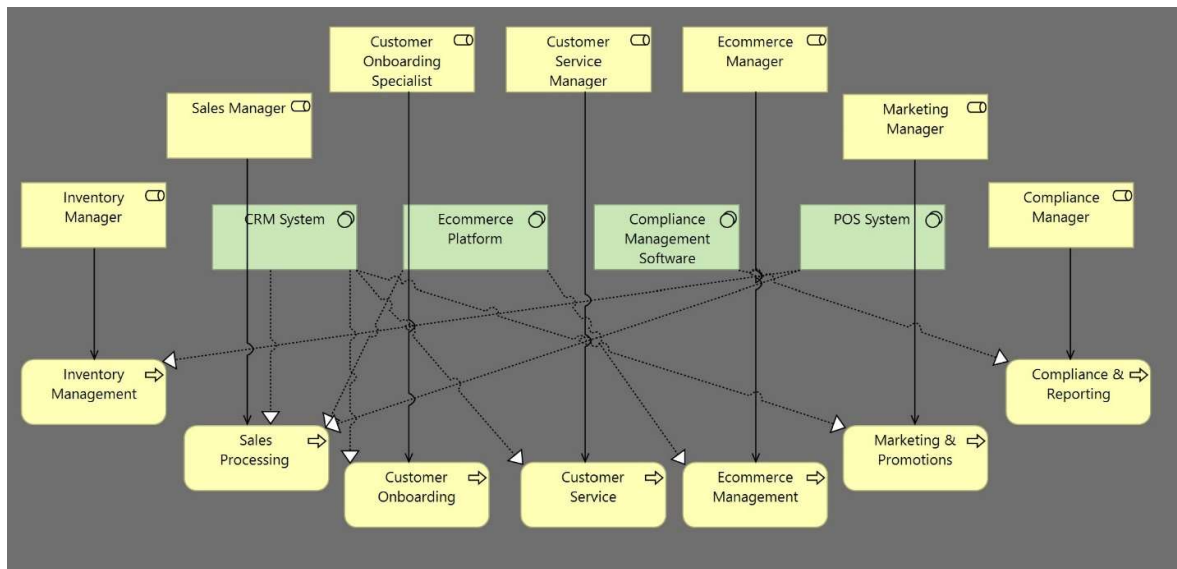 Customer
Onboarding
Specialist
Customer
Service
Manager
Ecommerce
Manager
Sales Manager
Marketing
Manager
Inventory
Manager
CRM System
Ecommerce
Platform
Compliance
Management
Software
POS System
Compliance
Manager
Inventory
Management
Compliance &
Reporting
Sales
Processing
Marketing &
Promotions
Customer
Onboarding
Customer
Service
Ecommerce
Management